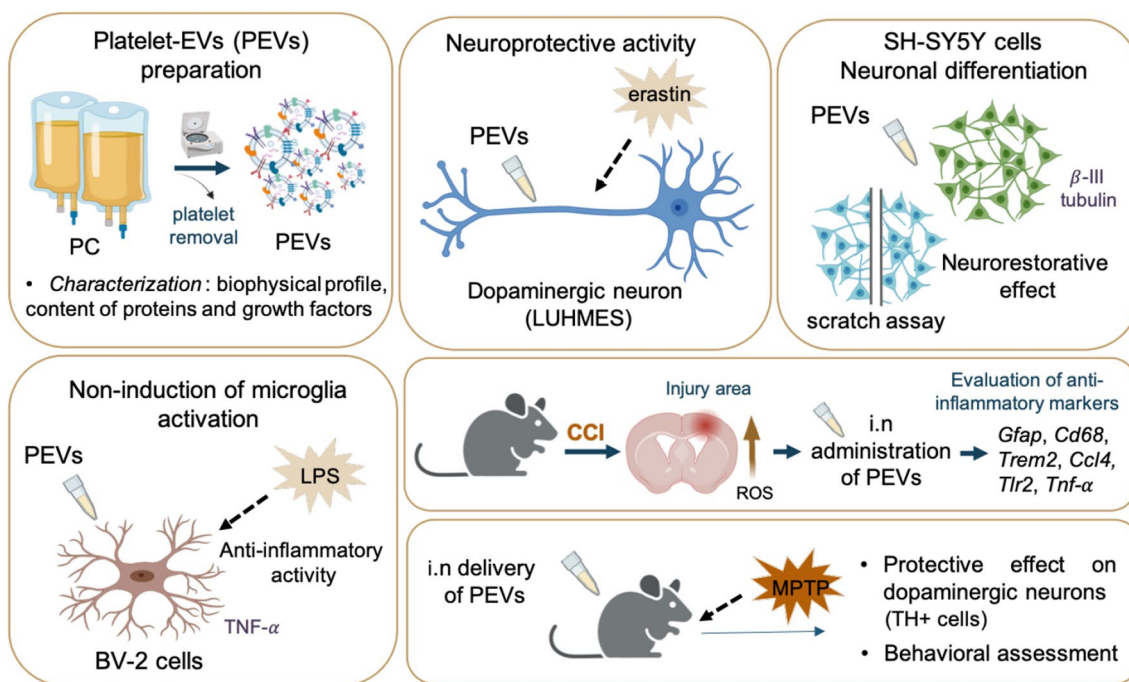 Platelet-EVs (PEVs)
preparation
platelet
removal
PC
PEVs
• Characterization : biophysical profile,
content of proteins and growth factors
Neuroprotective activity
erastin
PEVs
Dopaminergic neuron
(LUHMES)
SH-SY5Y cells
Neuronal differentiation
PEVs
β-III
tubulin
Neurorestorative
effect
scratch assay
Non-induction of microglia
activation
PEVs
LPS
Anti-inflammatory
activity
TNF-α
BV-2 cells
CCI
Injury area
ROS
i.n
administration
of PEVs
Evaluation of anti-
inflammatory markers
Gfap, Cd68,
Trem2, Ccl4,
Tlr2, Tnf-α
i.n delivery
of PEVs
MPTP
• Protective effect on
dopaminergic neurons
(TH+ cells)
• Behavioral assessment